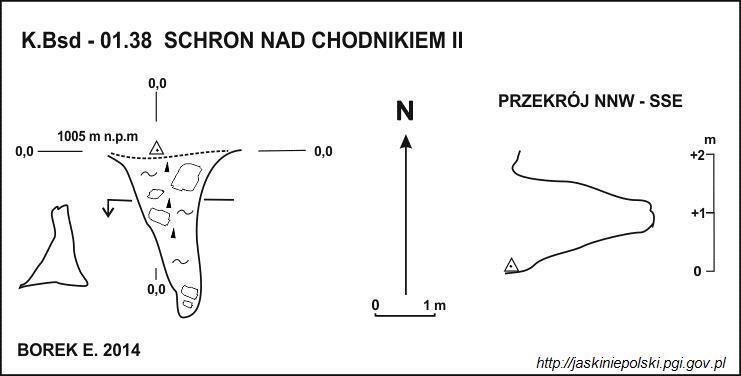 K.Bsd - 01.38 SCHRON NAD CHODNIKIEM II
0,0
1005 m n.p.m
0,0
0,0
0,0
N
0 1 m
PRZEKRÓJ NNW - SSE
m
+2
+1
0
BOREK E. 2014
http://jaskiniepolski.pgi.gov.pl